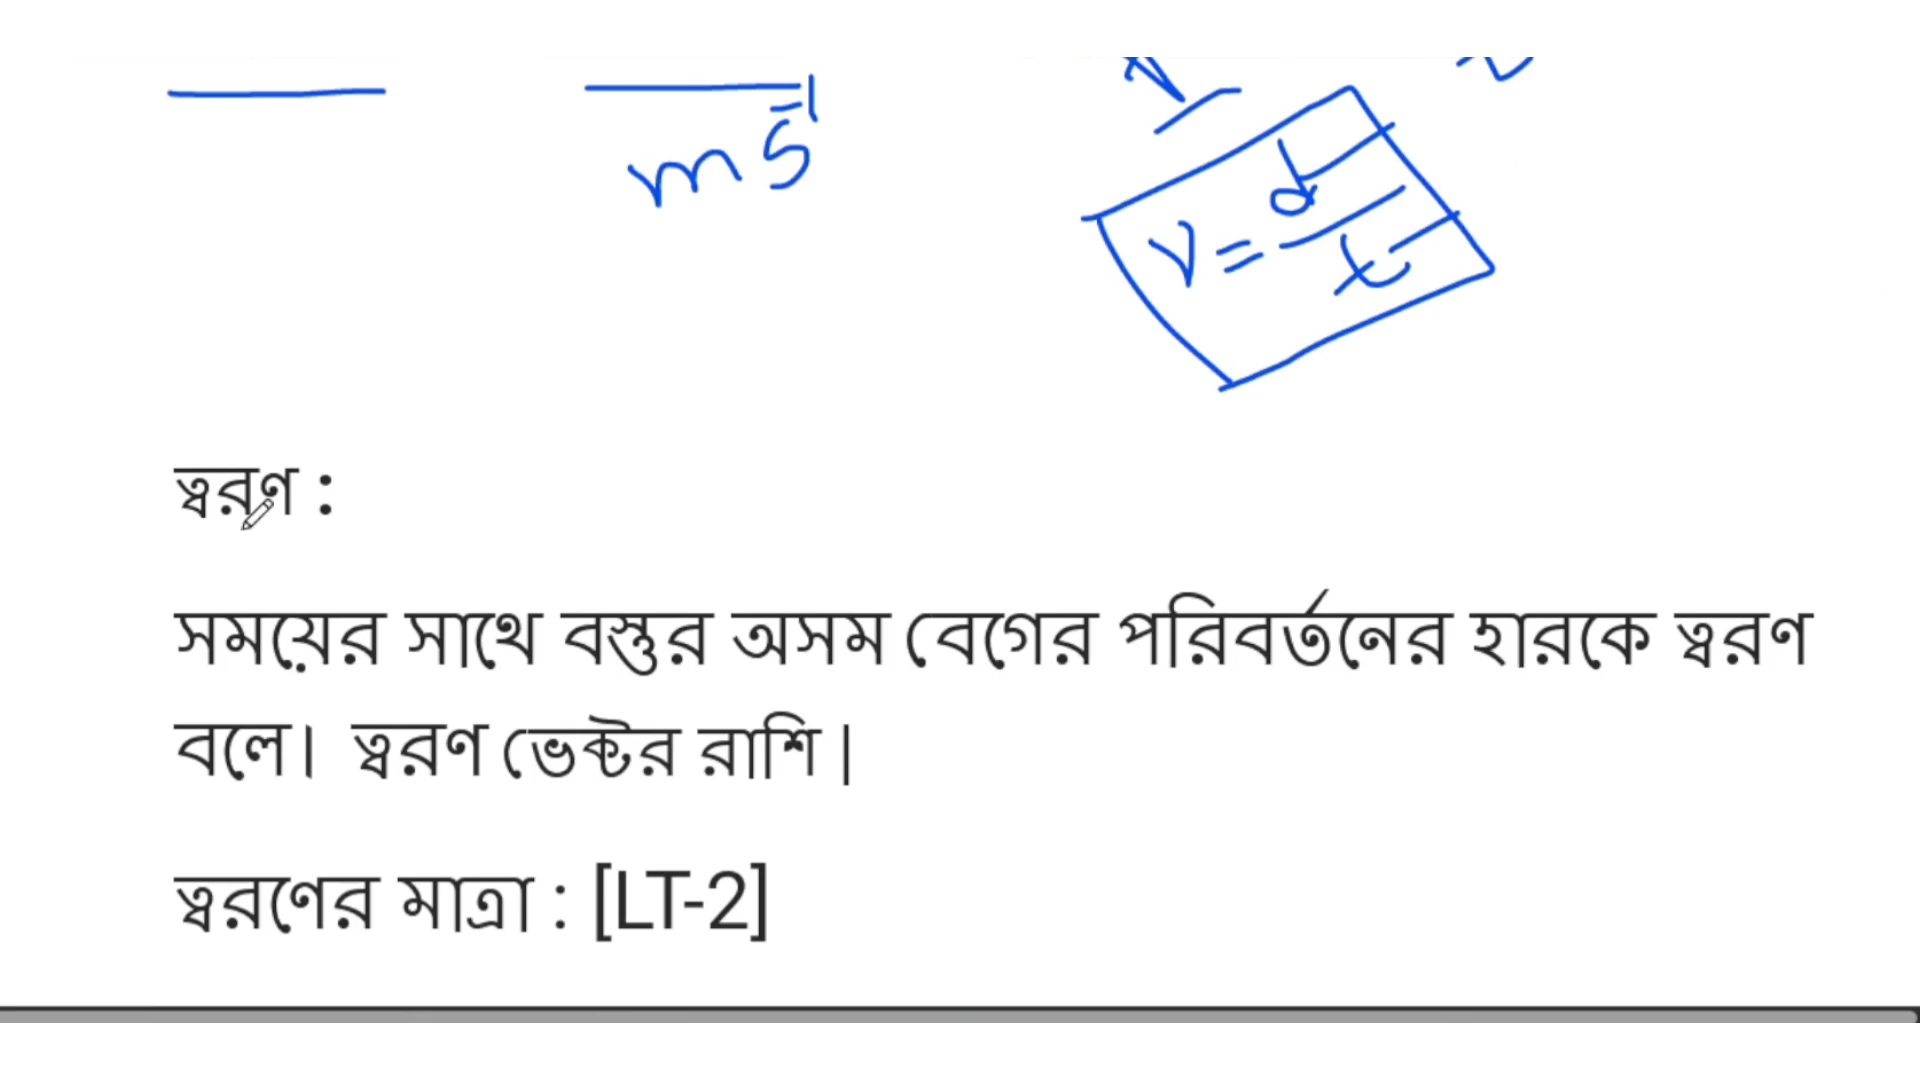 ms⁻¹
v = d/t
ত্বরণ :
সময়ের সাথে বস্তুর অসম বেগের পরিবর্তনের হারকে ত্বরণ
বলে। ত্বরণ ভেক্টর রাশি |
ত্বরণের মাত্রা : [LT-2]